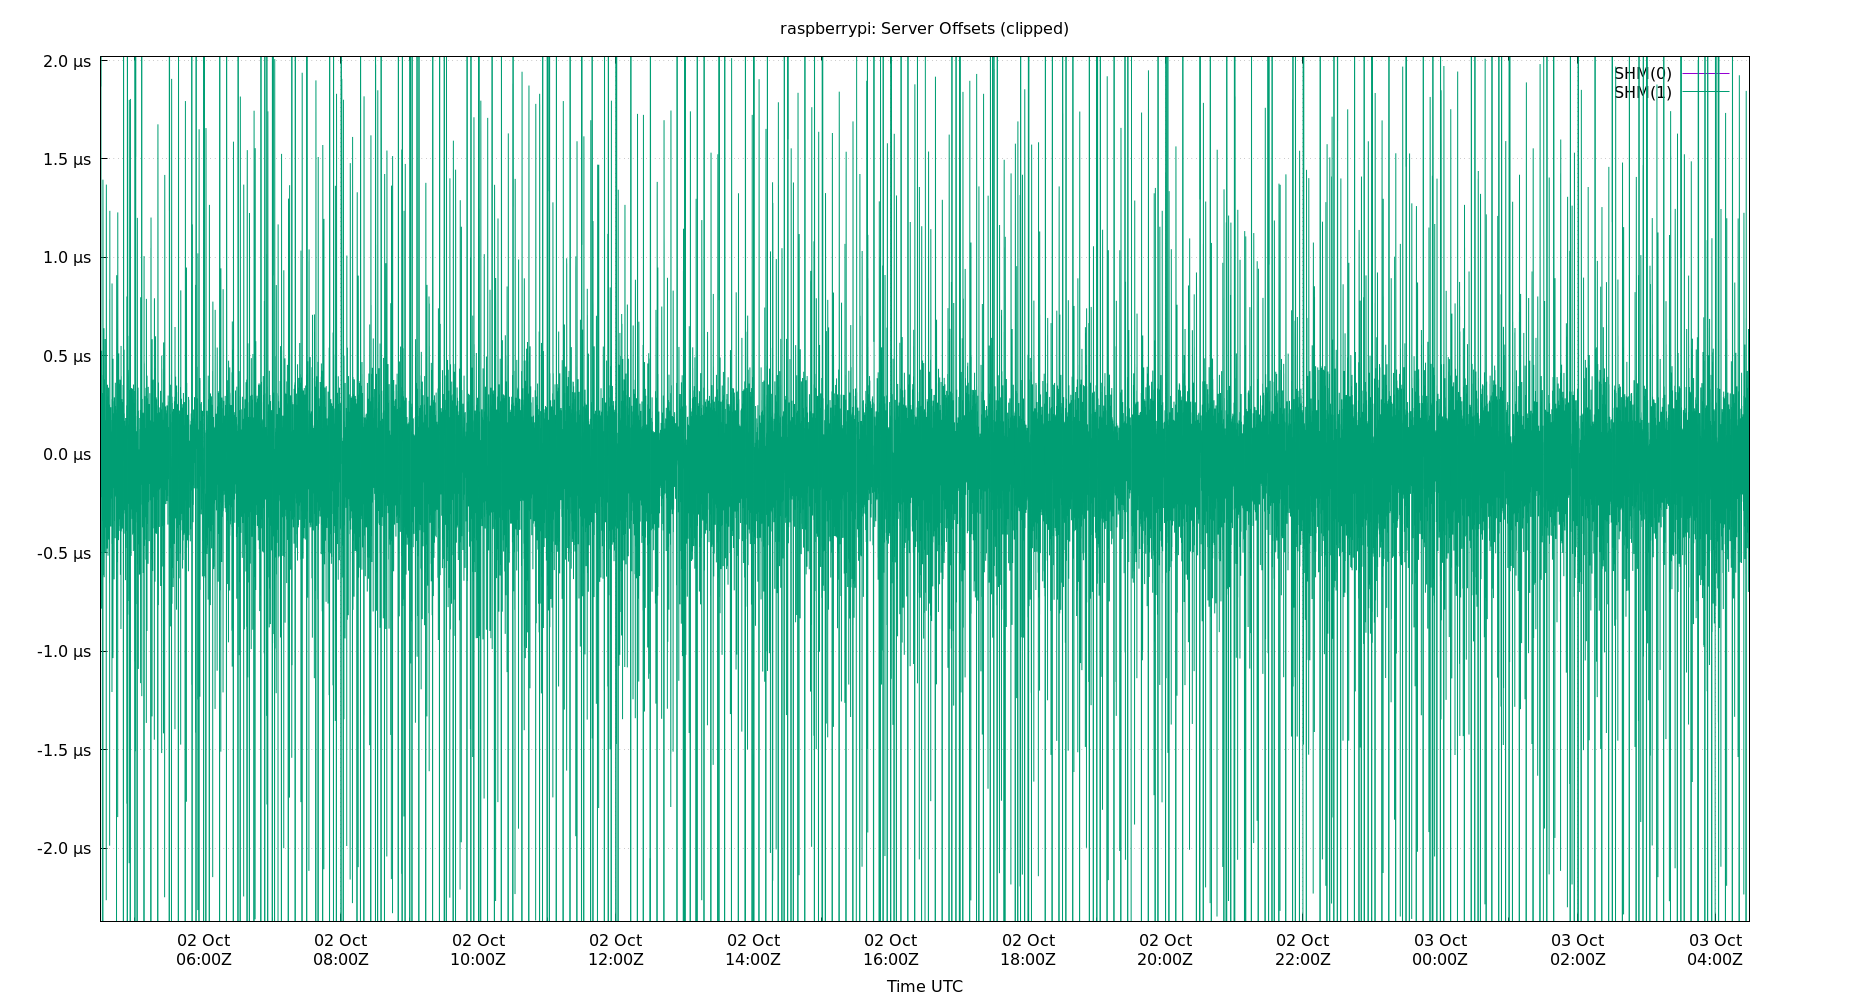 raspberrypi: Server Offsets (clipped)
2.0 µs
1.5 µs
1.0 µs
0.5 µs
0.0 µs
-0.5 µs
-1.0 µs
-1.5 µs
-2.0 µs
SHM(0)
SHM(1)
02 Oct 02 Oct 02 Oct 02 Oct 02 Oct 02 Oct 02 Oct 02 Oct 02 Oct 03 Oct 03 Oct 03 Oct
06:00Z 08:00Z 10:00Z 12:00Z 14:00Z 16:00Z 18:00Z 20:00Z 22:00Z 00:00Z 02:00Z 04:00Z
Time UTC